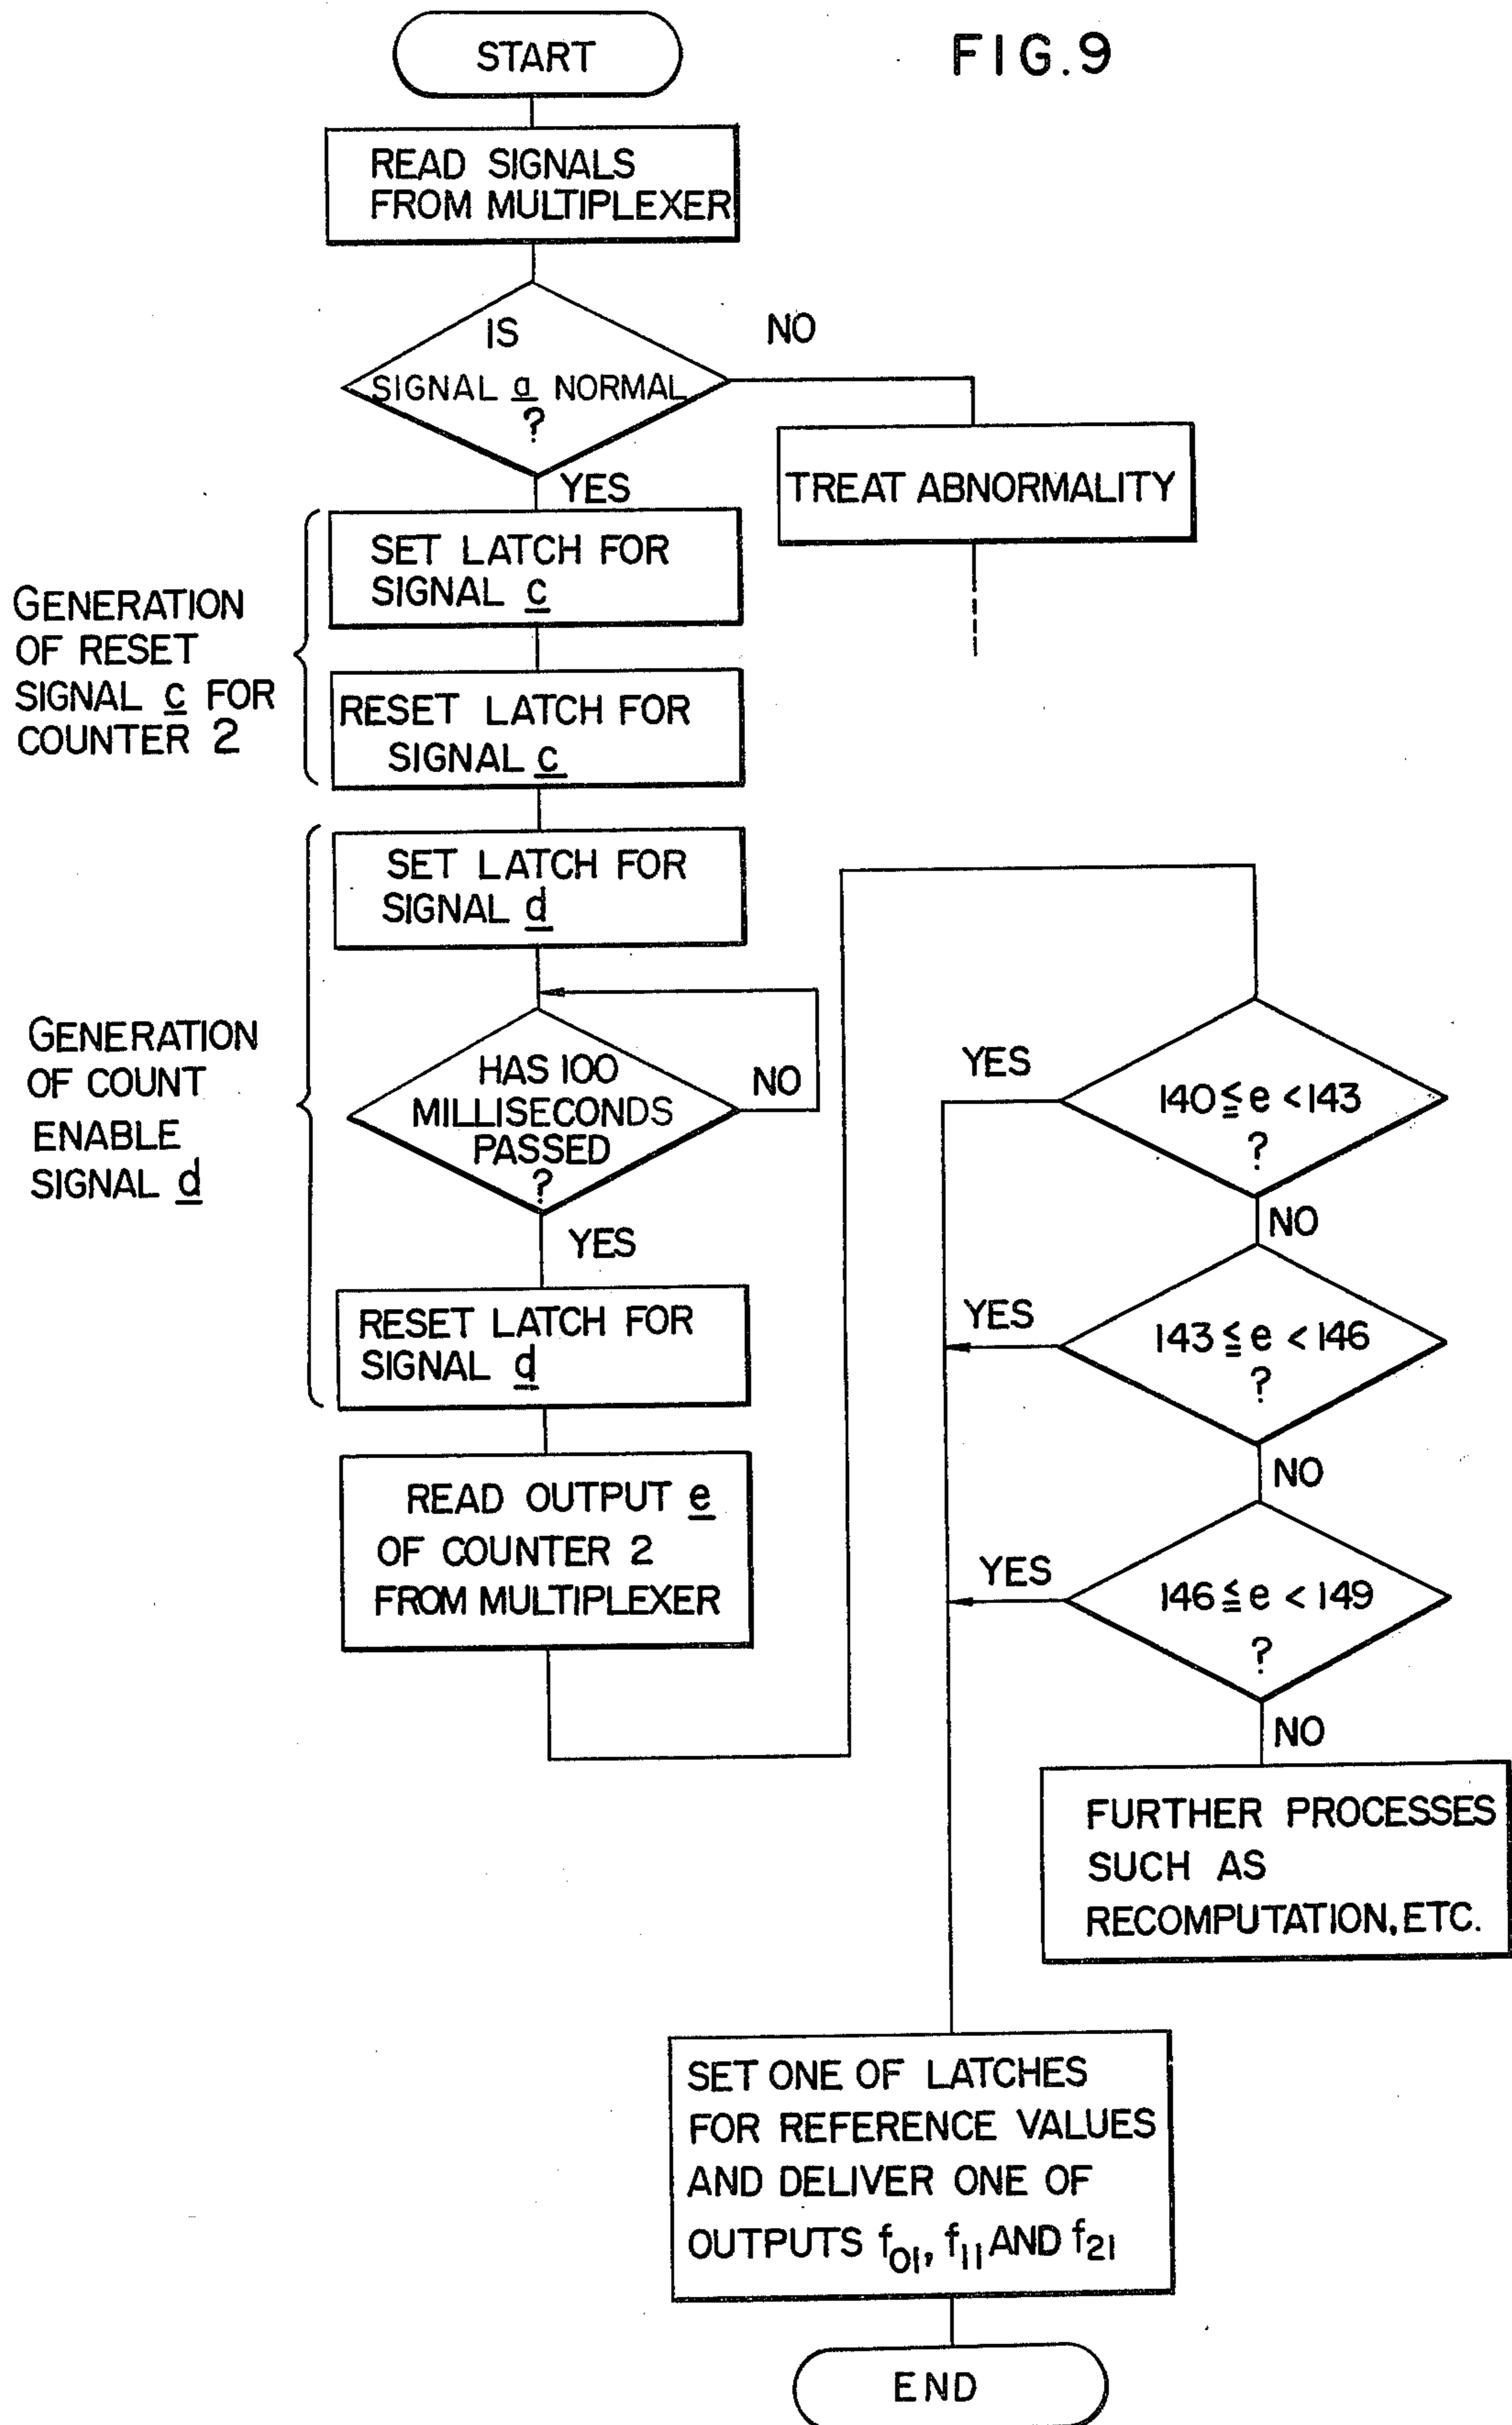 FIG.9
START
READ SIGNALS
FROM MULTIPLEXER
IS
SIGNAL a NORMAL
?
NO
YES
TREAT ABNORMALITY
GENERATION
OF RESET
SIGNAL c FOR
COUNTER 2
SET LATCH FOR
SIGNAL c
RESET LATCH FOR
SIGNAL c
GENERATION
OF COUNT
ENABLE
SIGNAL d
SET LATCH FOR
SIGNAL d
HAS 100
MILLISECONDS
PASSED
?
NO
YES
RESET LATCH FOR
SIGNAL d
READ OUTPUT e
OF COUNTER 2
FROM MULTIPLEXER
140 ≦ e < 143
?
YES
NO
143 ≦ e < 146
?
YES
NO
146 ≦ e < 149
?
YES
NO
FURTHER PROCESSES
SUCH AS
RECOMPUTATION, ETC.
SET ONE OF LATCHES
FOR REFERENCE VALUES
AND DELIVER ONE OF
OUTPUTS f01, f11 AND f21
END